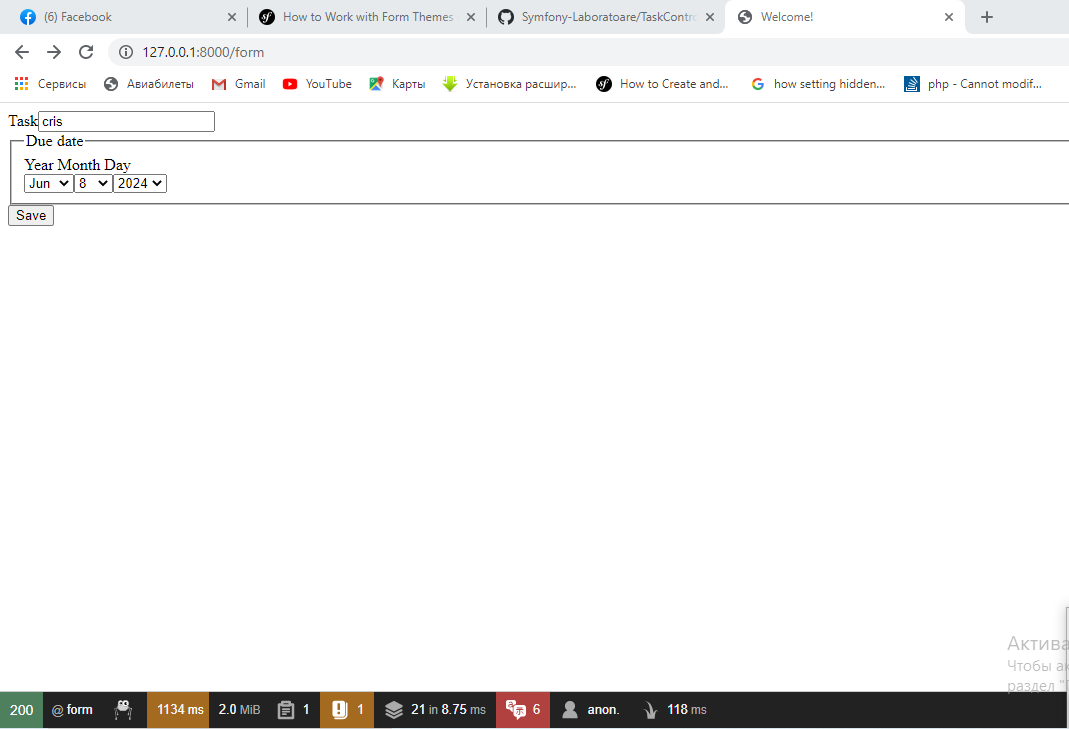 (6) Facebook
How to Work with Form Themes
Symfony-Laboratoare/TaskContro
Welcome!
127.0.0.1:8000/form
Сервисы
Авиабилеты
Gmail
YouTube
Карты
Установка расшир...
How to Create and...
how setting hidden...
php - Cannot modif...
Task cris
Due date
Year Month Day
Jun 8 2024
Save
Актива
Чтобы ак
раздел "П
200 @ form 1134 ms 2.0 MiB 1 1 21 in 8.75 ms 6 anon. 118 ms